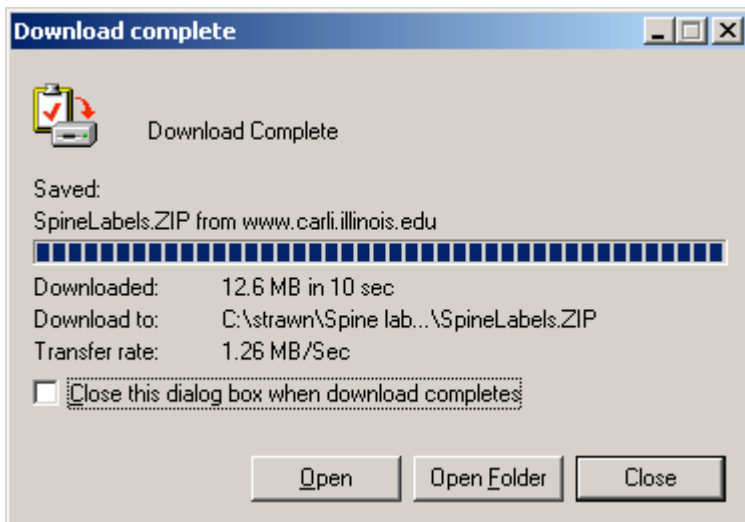 Download complete
Download Complete
Saved:
SpineLabels.ZIP from www.carli.illinois.edu
Downloaded: 12.6 MB in 10 sec
Download to: C:\strawn\Spine lab...\SpineLabels.ZIP
Transfer rate: 1.26 MB/Sec
Close this dialog box when download completes
Open Open Folder Close